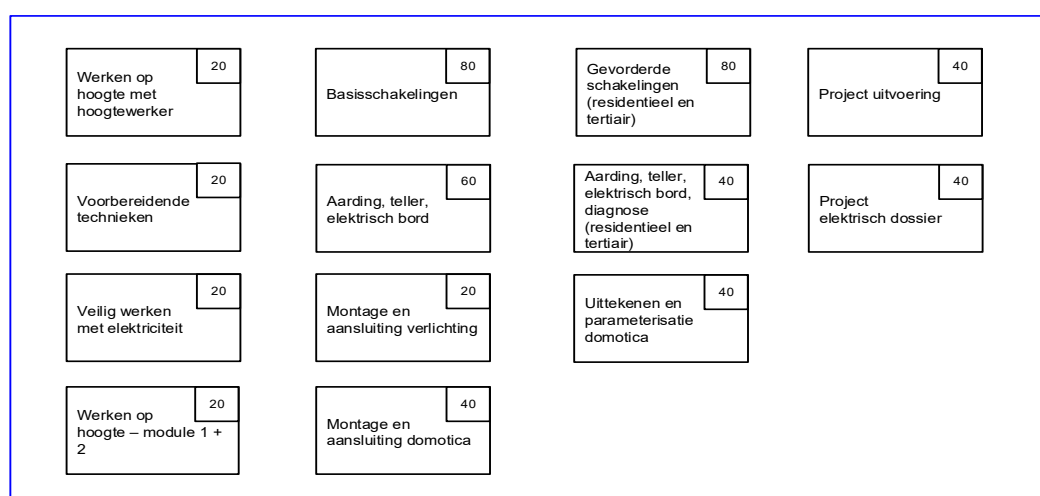 20
Werken op
hoogte met
hoogtewerker
80
Basisschakelingen
80
Gevorderde
schakelingen
(residentieel en
tertiair)
40
Project uitvoering
20
Voorbereidende
technieken
60
Aarding, teller,
elektrisch bord
40
Aarding, teller,
elektrisch bord,
diagnose
(residentieel en
tertiair)
40
Project
elektrisch dossier
20
Veilig werken
met elektriciteit
20
Montage en
aansluiting verlichting
40
Uittekenen en
parameterisatie
domotica
20
Werken op
hoogte – module 1 +
2
40
Montage en
aansluiting domotica